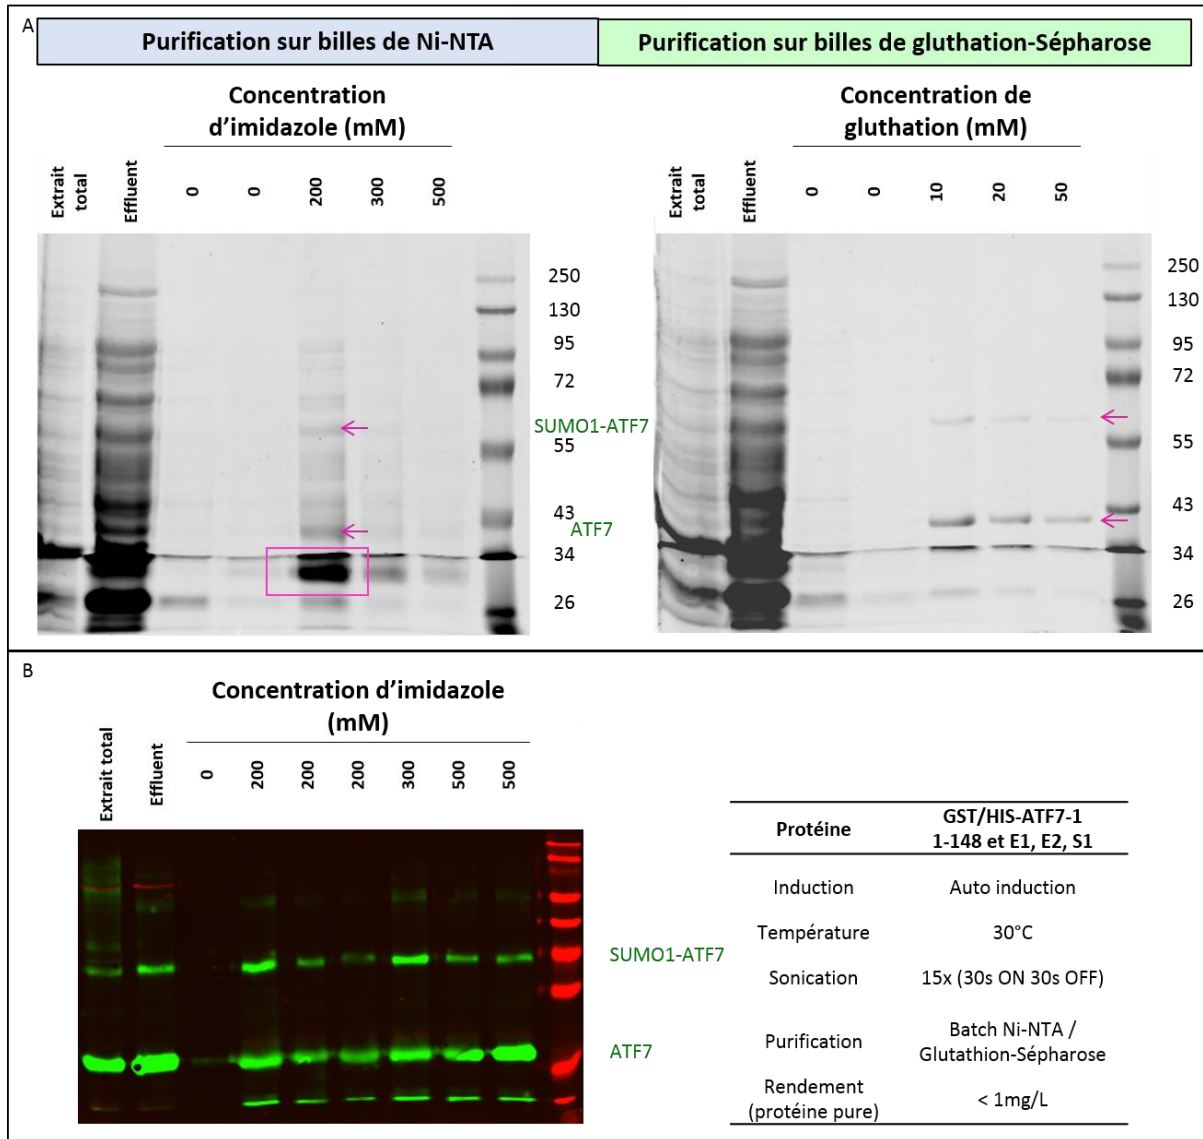 A
Purification sur billes de Ni-NTA
Purification sur billes de gluthation-Sépharose
Concentration
d'imidazole (mM)
Extrait
total
Effluent
0
0
200
300
500
Concentration de
gluthation (mM)
Extrait
total
Effluent
0
0
10
20
50
250
130
95
72
SUMO1-ATF7
55
43
ATF7
34
26
250
130
95
72
55
43
34
26
B
Concentration d'imidazole
(mM)
Extrait total
Effluent
0
200
200
200
300
500
500
SUMO1-ATF7
ATF7
Protéine
GST/HIS-ATF7-1
1-148 et E1, E2, S1
Induction
Auto induction
Température
30°C
Sonication
15x (30s ON 30s OFF)
Purification
Batch Ni-NTA /
Glutathion-Sépharose
Rendement
(protéine pure)
< 1mg/L